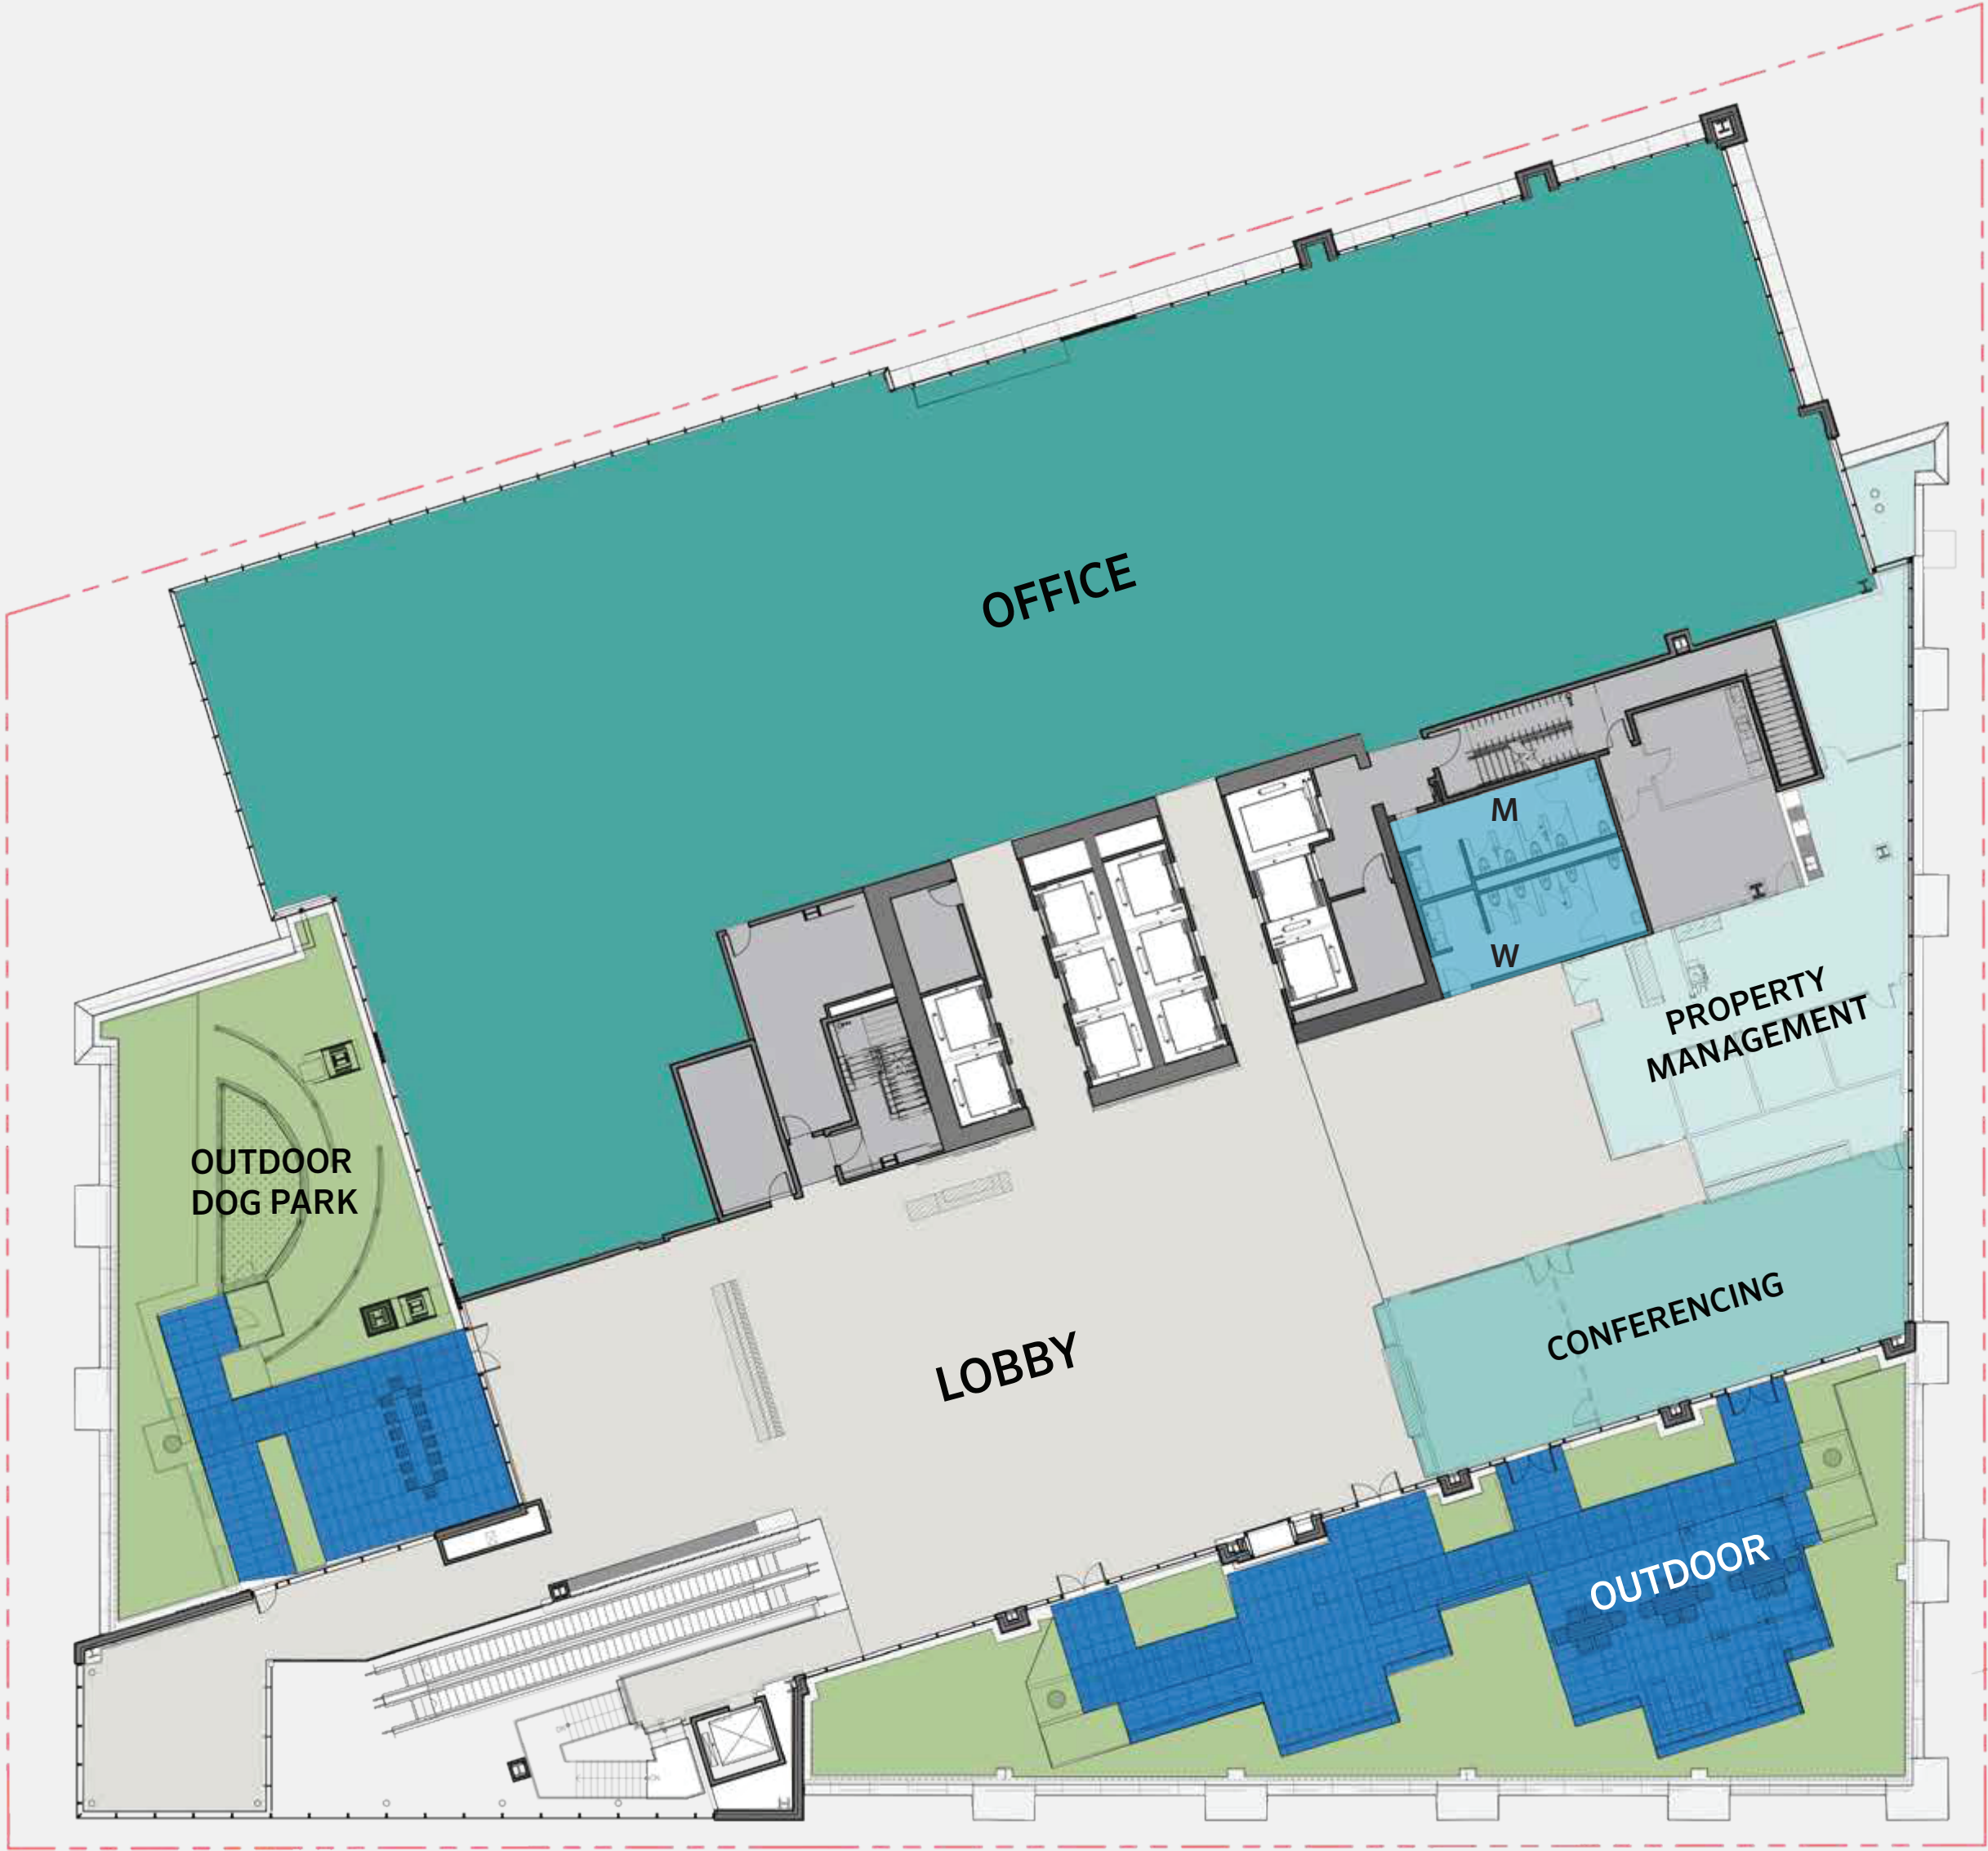 OFFICE
M
W
PROPERTY
MANAGEMENT
OUTDOOR
DOG PARK
CONFERENCING
LOBBY
OUTDOOR